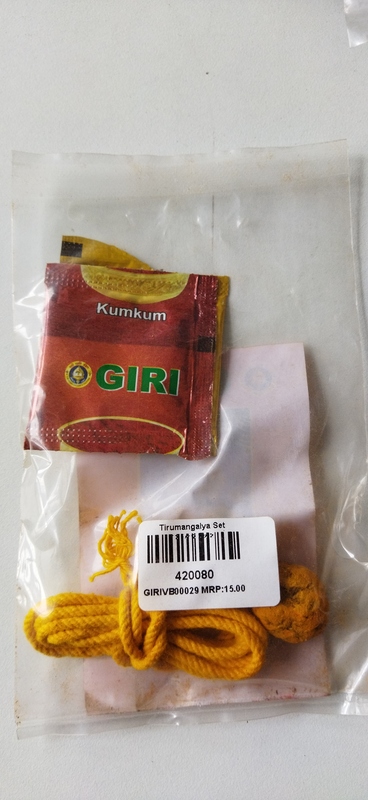 Kumkum
GIRI
Tirumangalya Set
420080
GIRIVB00029 MRP:15.00